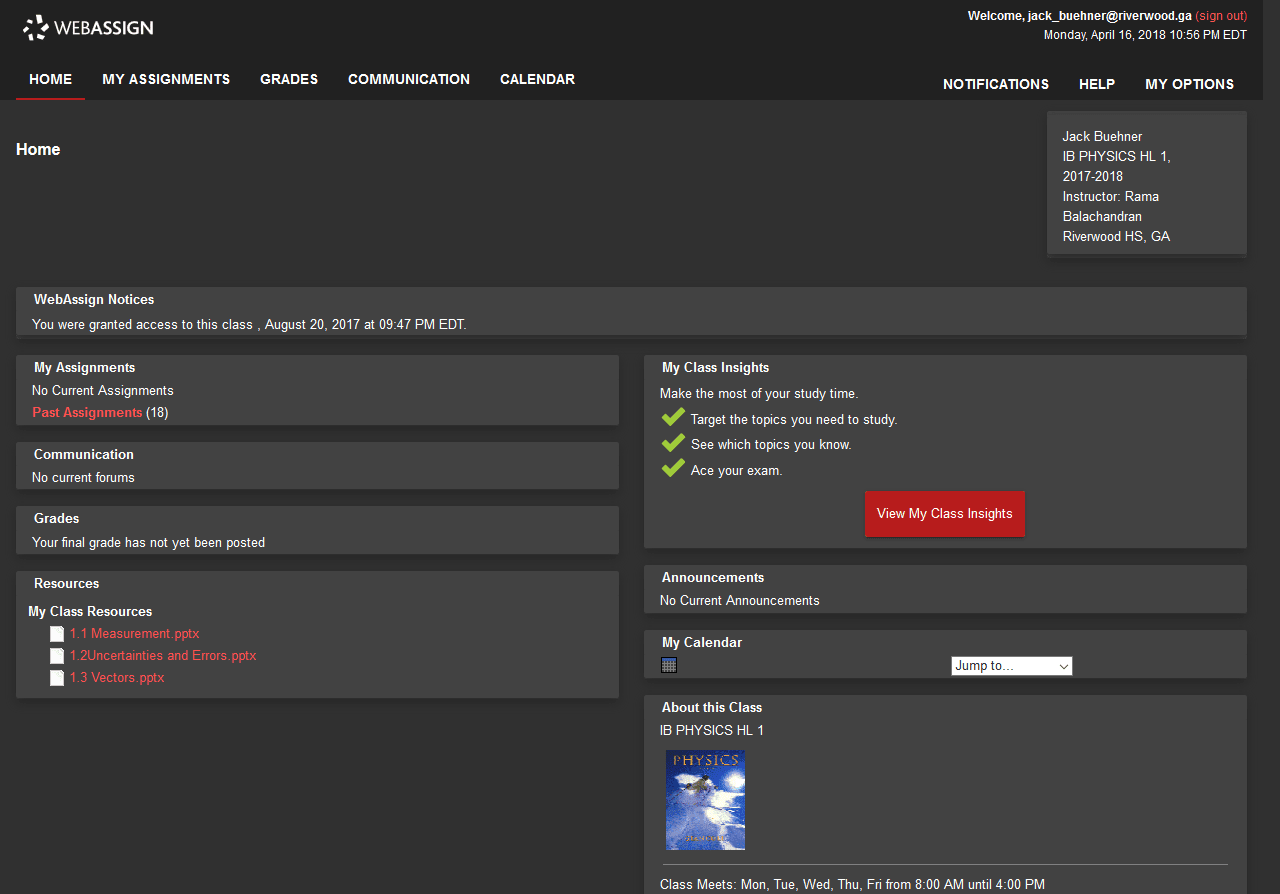 WEBASSIGN
Welcome, jack_buehner@riverwood.ga (sign out)
Monday, April 16, 2018 10:56 PM EDT
HOME MY ASSIGNMENTS GRADES COMMUNICATION CALENDAR
NOTIFICATIONS HELP MY OPTIONS
Home
Jack Buehner
IB PHYSICS HL 1,
2017-2018
Instructor: Rama
Balachandran
Riverwood HS, GA
WebAssign Notices
You were granted access to this class , August 20, 2017 at 09:47 PM EDT.
My Assignments
No Current Assignments
Past Assignments (18)
Communication
No current forums
Grades
Your final grade has not yet been posted
Resources
My Class Resources
1.1 Measurement.pptx
1.2Uncertainties and Errors.pptx
1.3 Vectors.pptx
My Class Insights
Make the most of your study time.
Target the topics you need to study.
See which topics you know.
Ace your exam.
View My Class Insights
Announcements
No Current Announcements
My Calendar
Jump to...
About this Class
IB PHYSICS HL 1
PHYSICS
Class Meets: Mon, Tue, Wed, Thu, Fri from 8:00 AM until 4:00 PM